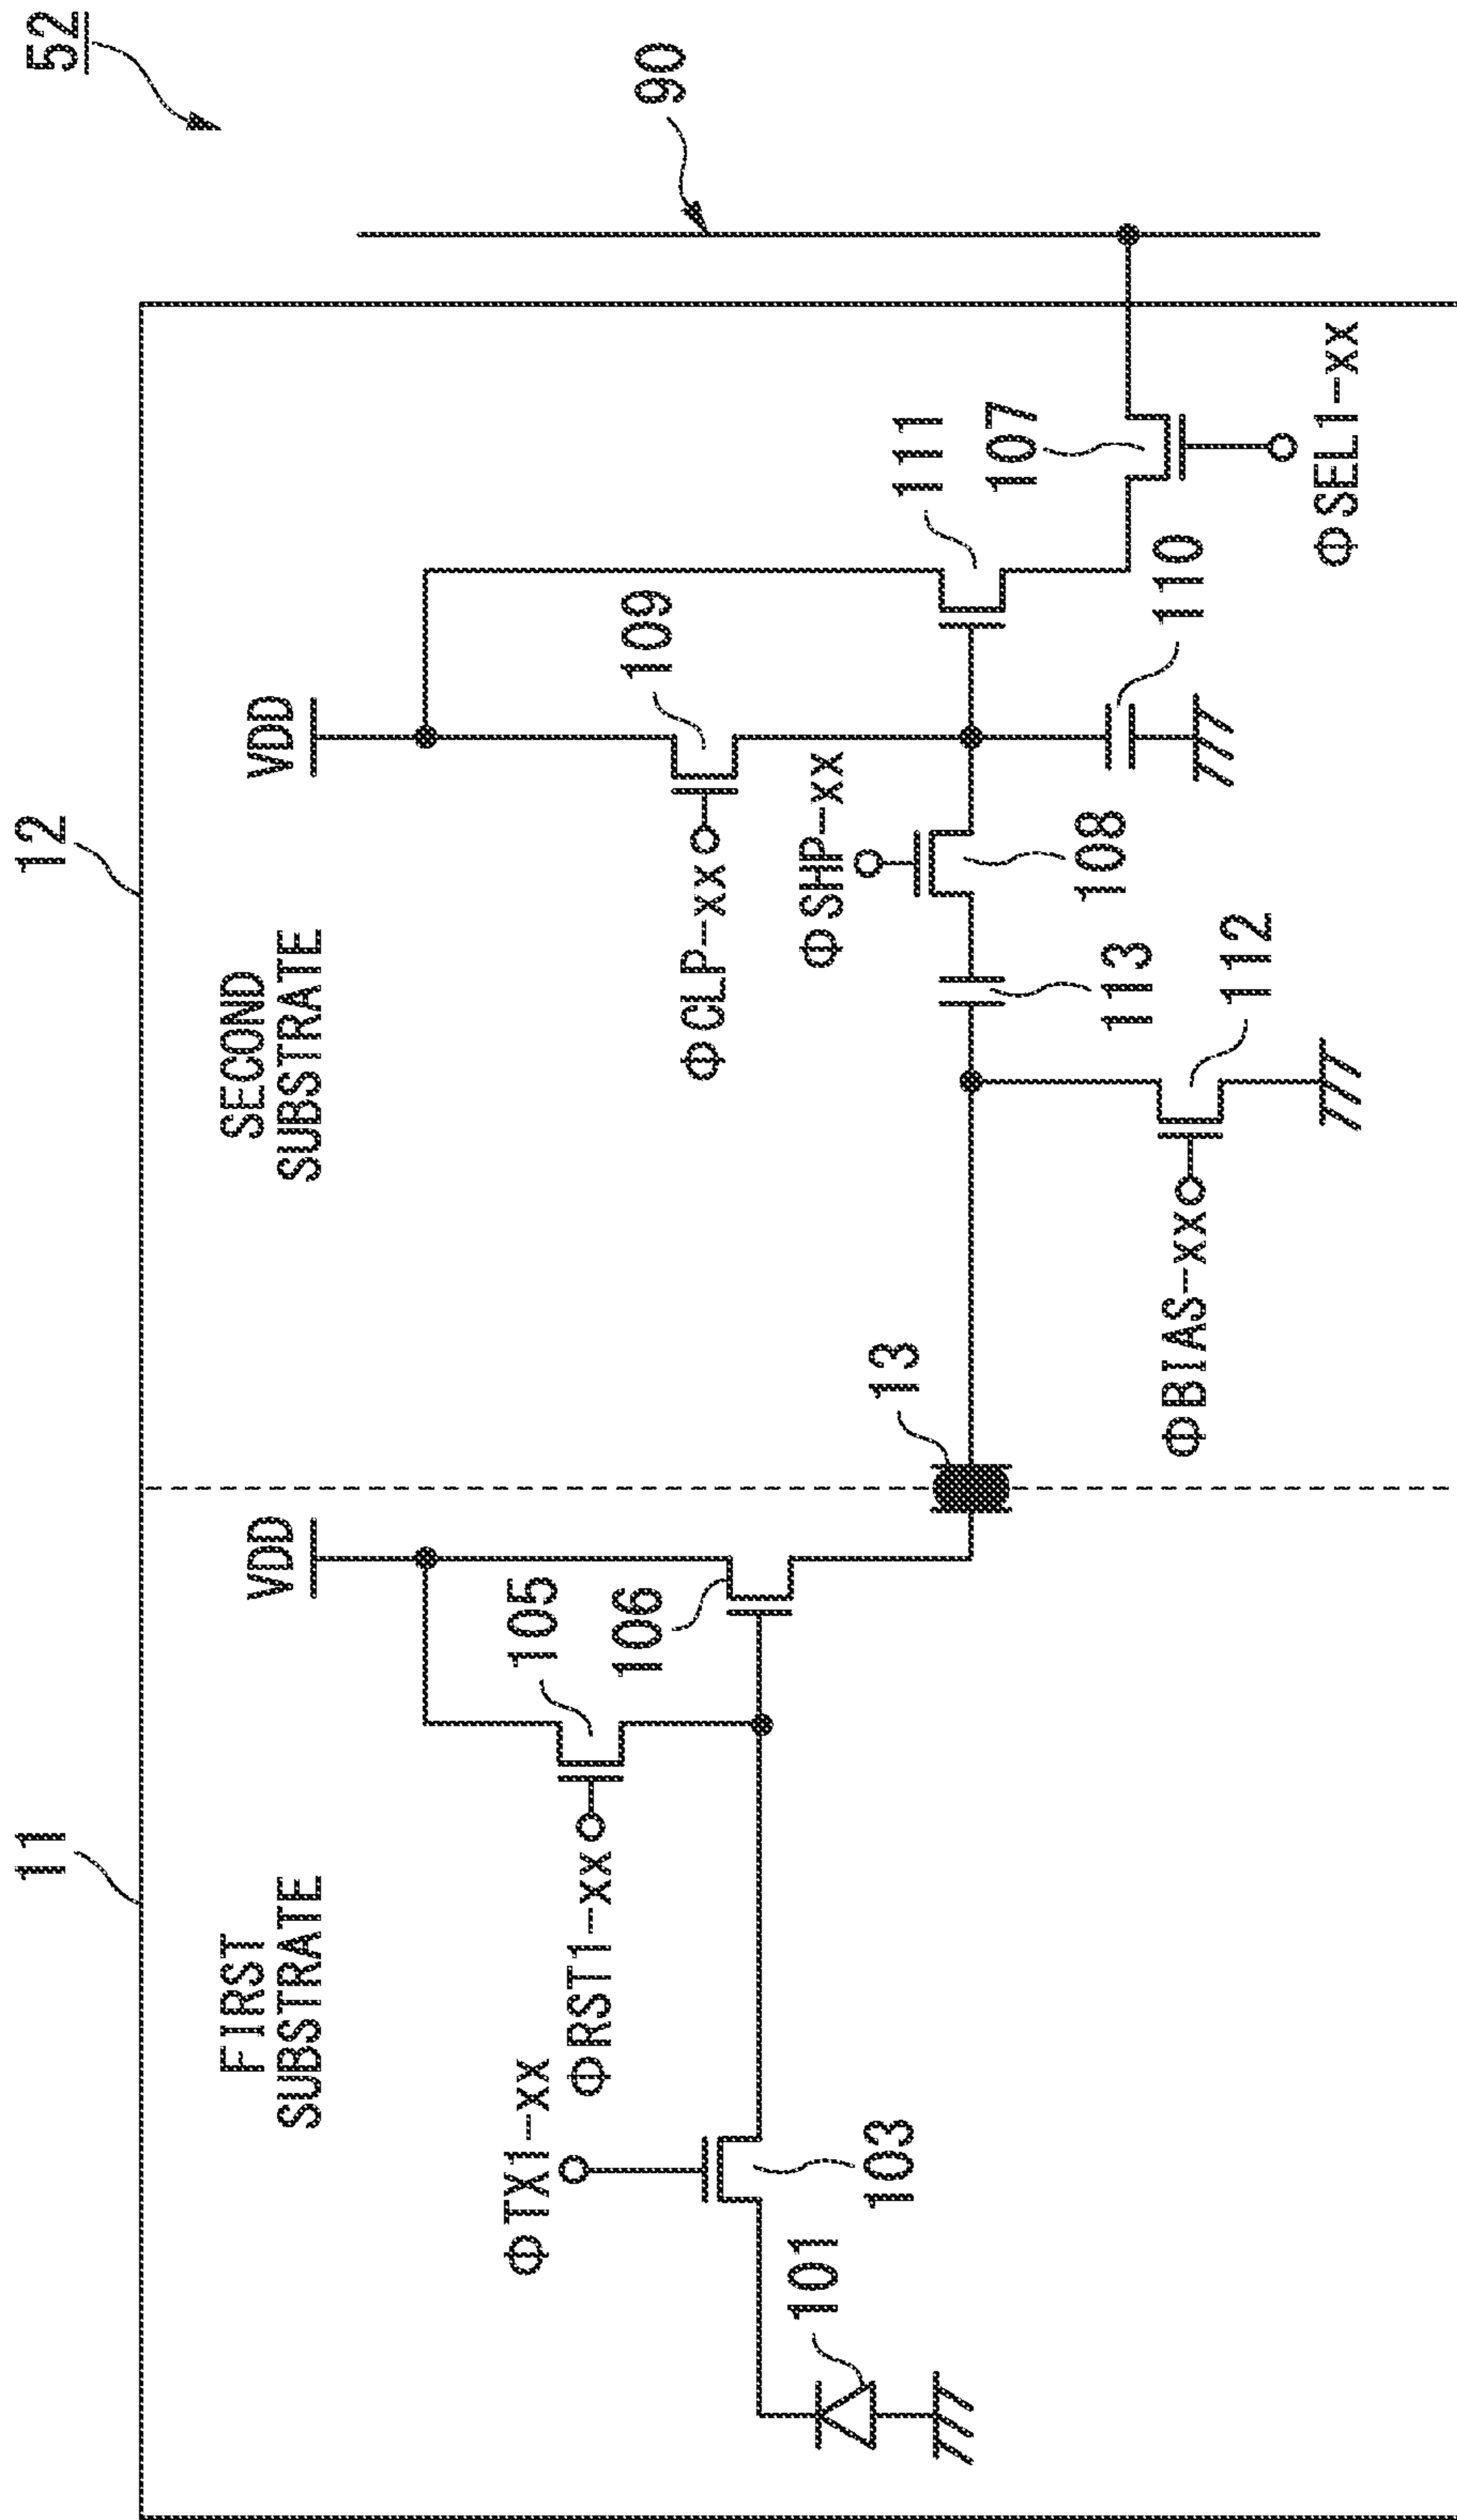 52
11
12
FIRST
SUBSTRATE
SECOND
SUBSTRATE
VDD
VDD
90
ΦTX1-xx
105
ΦRST1-xx
106
109
ΦCLP-xx
ΦSHP-xx
101
103
13
111
107
113
108
110
ΦBIAS-xx
112
ΦSEL1-xx